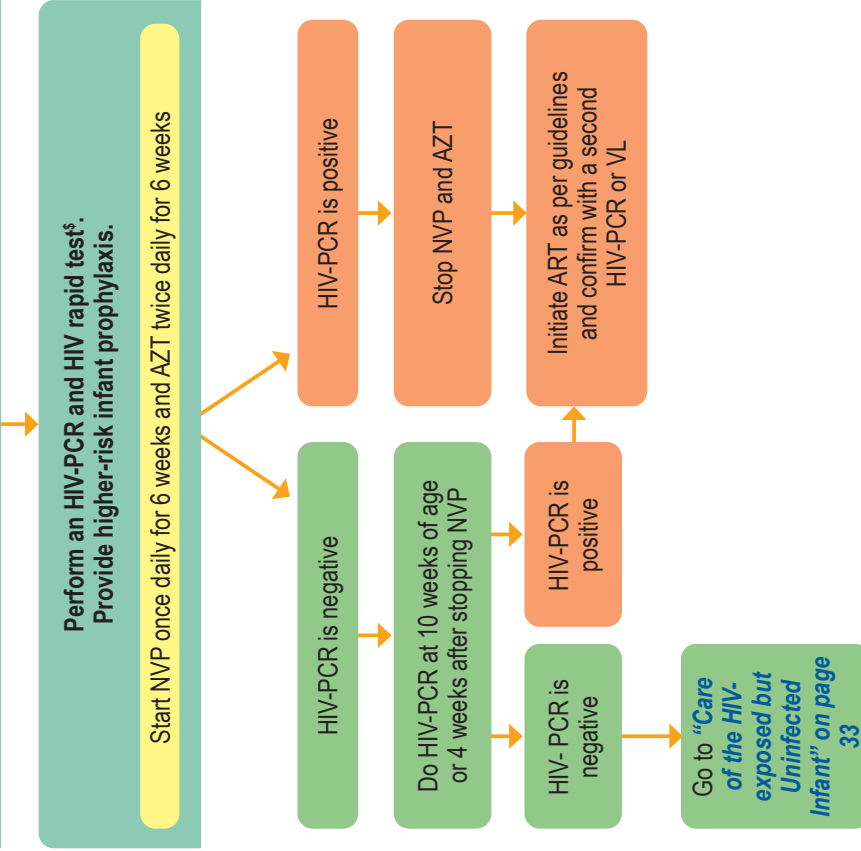 Perform an HIV-PCR and HIV rapid test$.
Provide higher-risk infant prophylaxis.
Start NVP once daily for 6 weeks and AZT twice daily for 6 weeks
HIV-PCR is negative
HIV-PCR is positive
Do HIV-PCR at 10 weeks of age
or 4 weeks after stopping NVP
Stop NVP and AZT
HIV- PCR is
negative
HIV-PCR is
positive
Initiate ART as per guidelines
and confirm with a second
HIV-PCR or VL
Go to "Care
of the HIV-
exposed but
Uninfected
Infant" on page
33